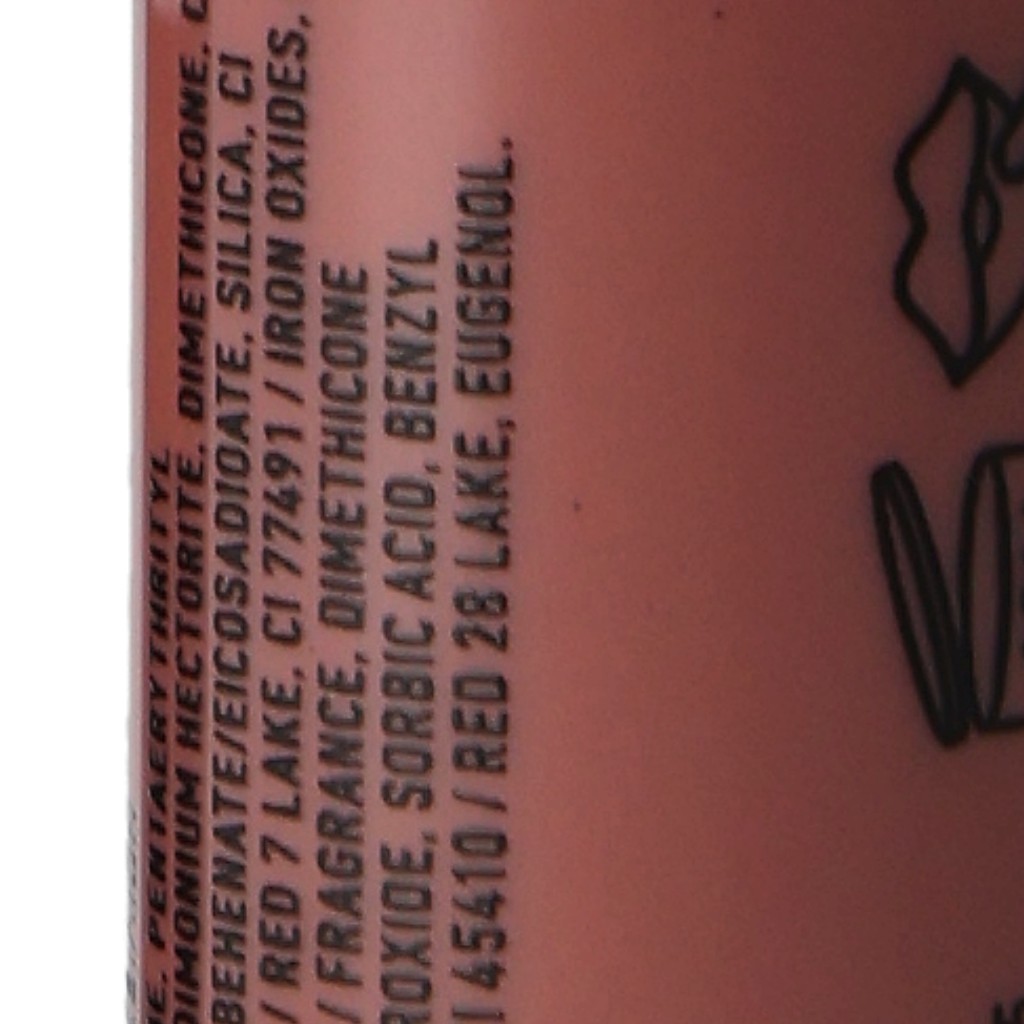 NE, PENTAERYTHRITYL
DIMONIUM HECTORITE, DIMETHICONE, C
BEHENATE/EICOSADIOATE, SILICA, CI
/ RED 7 LAKE, CI 77491 / IRON OXIDES,
/ FRAGRANCE, DIMETHICONE
ROXIDE, SORBIC ACID, BENZYL
I 45410 / RED 28 LAKE, EUGENOL.